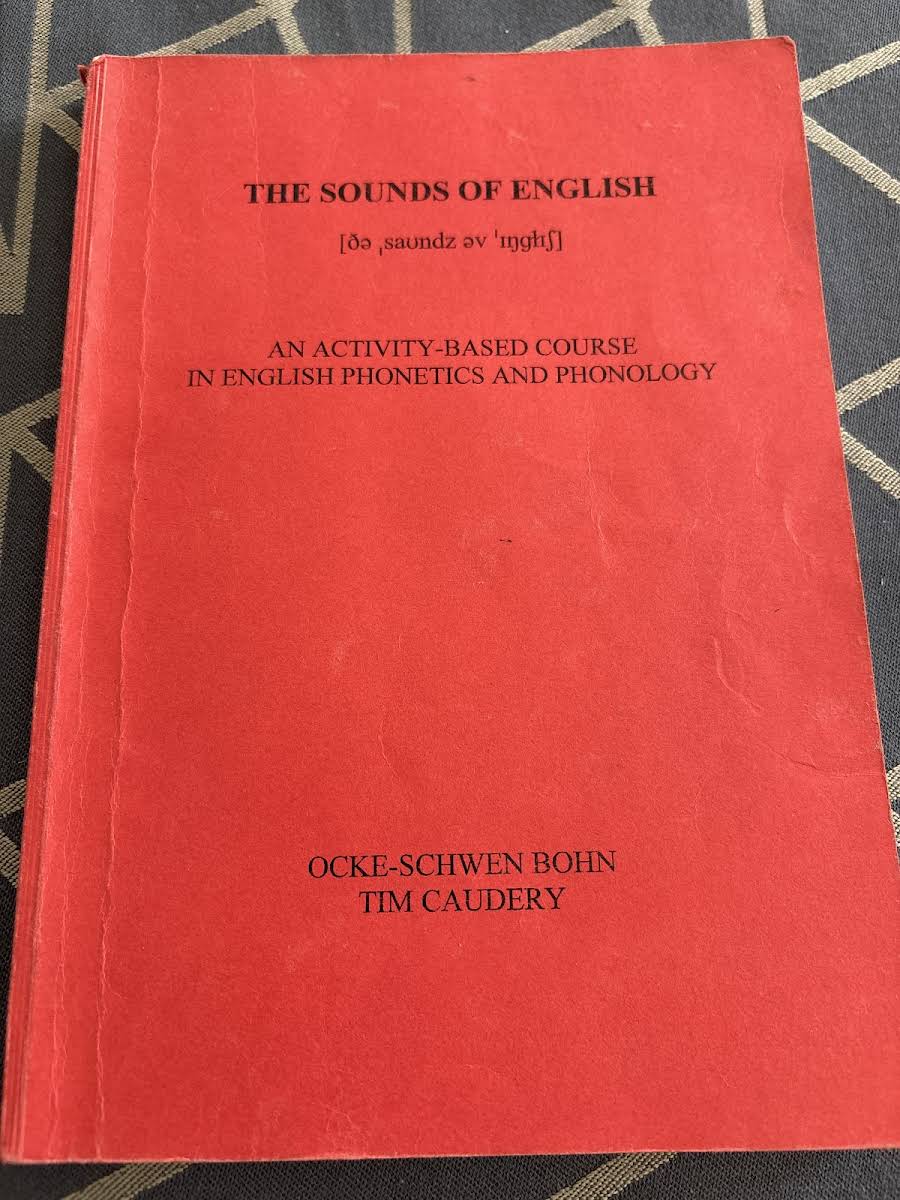 THE SOUNDS OF ENGLISH
[ðə ˌsaʊndz əv ˈɪŋɡlɪʃ]
AN ACTIVITY-BASED COURSE
IN ENGLISH PHONETICS AND PHONOLOGY
OCKE-SCHWEN BOHN
TIM CAUDERY